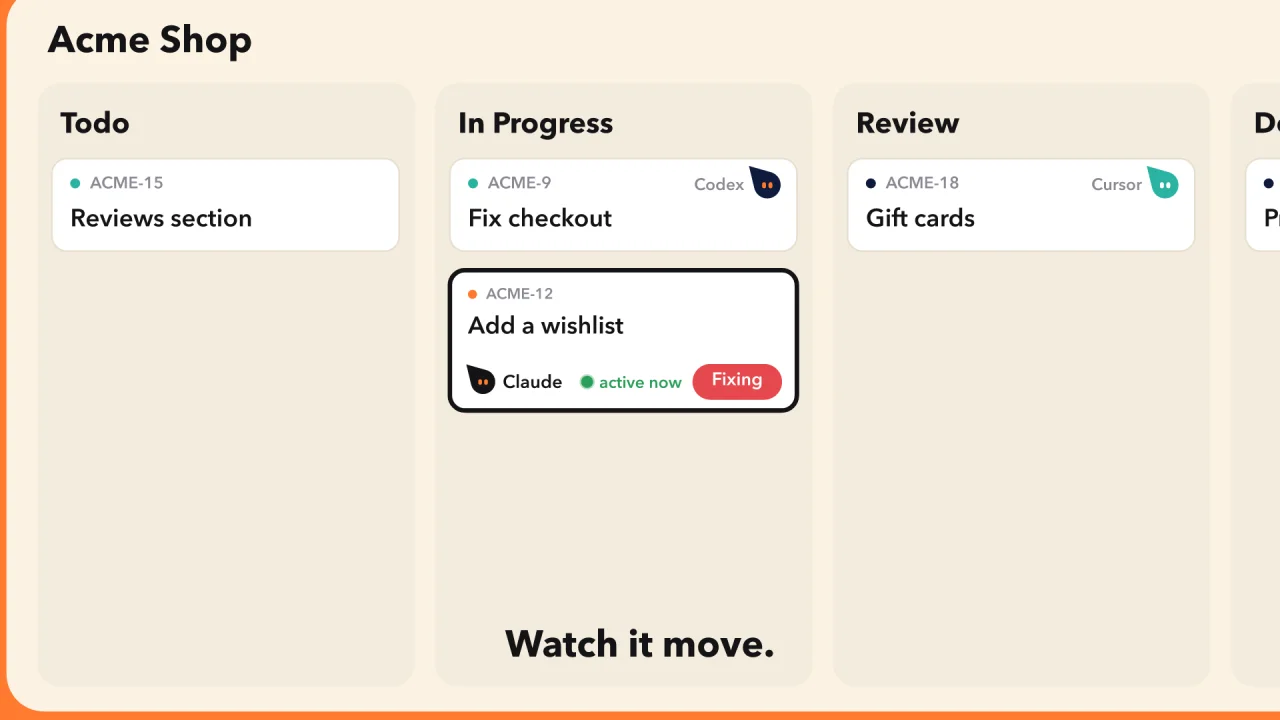 Acme Shop
Todo
ACME-15
Reviews section
In Progress
ACME-9
Codex
Fix checkout
ACME-12
Add a wishlist
Claude
active now
Fixing
Review
ACME-18
Cursor
Gift cards
Watch it move.